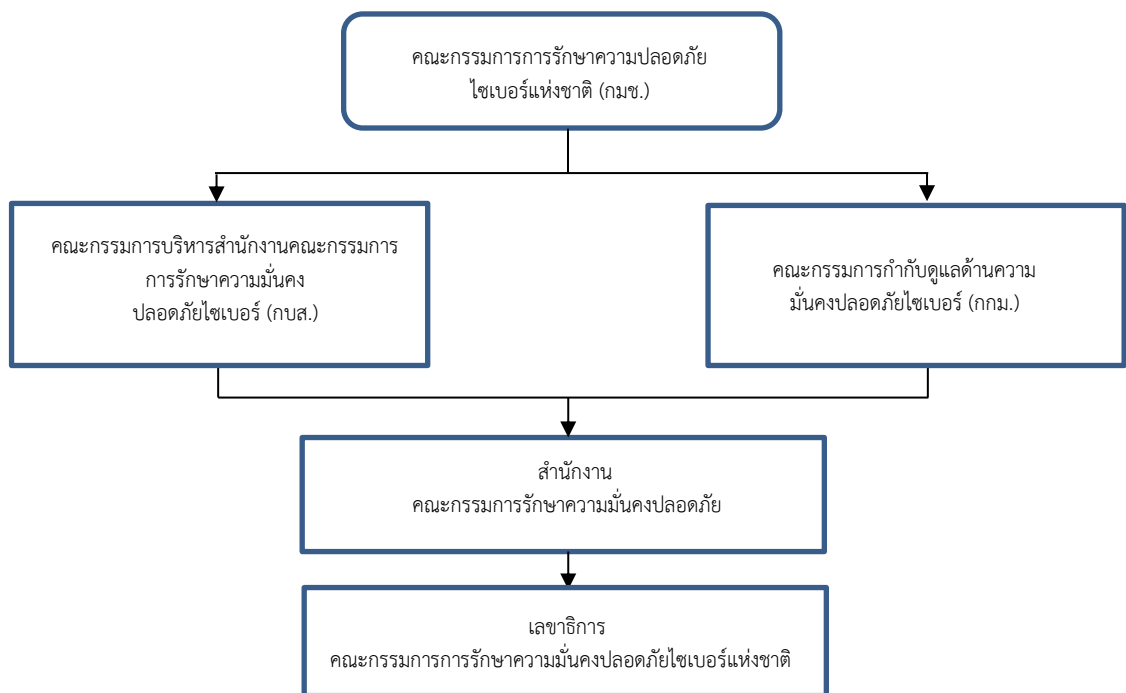 คณะกรรมการการรักษาความปลอดภัย
ไซเบอร์แห่งชาติ (กมช.)
คณะกรรมการบริหารสำนักงานคณะกรรมการ
การรักษาความมั่นคง
ปลอดภัยไซเบอร์ (กบส.)
คณะกรรมการกำกับดูแลด้านความ
มั่นคงปลอดภัยไซเบอร์ (กกม.)
สำนักงาน
คณะกรรมการรักษาความมั่นคงปลอดภัย
เลขาธิการ
คณะกรรมการการรักษาความมั่นคงปลอดภัยไซเบอร์แห่งชาติ